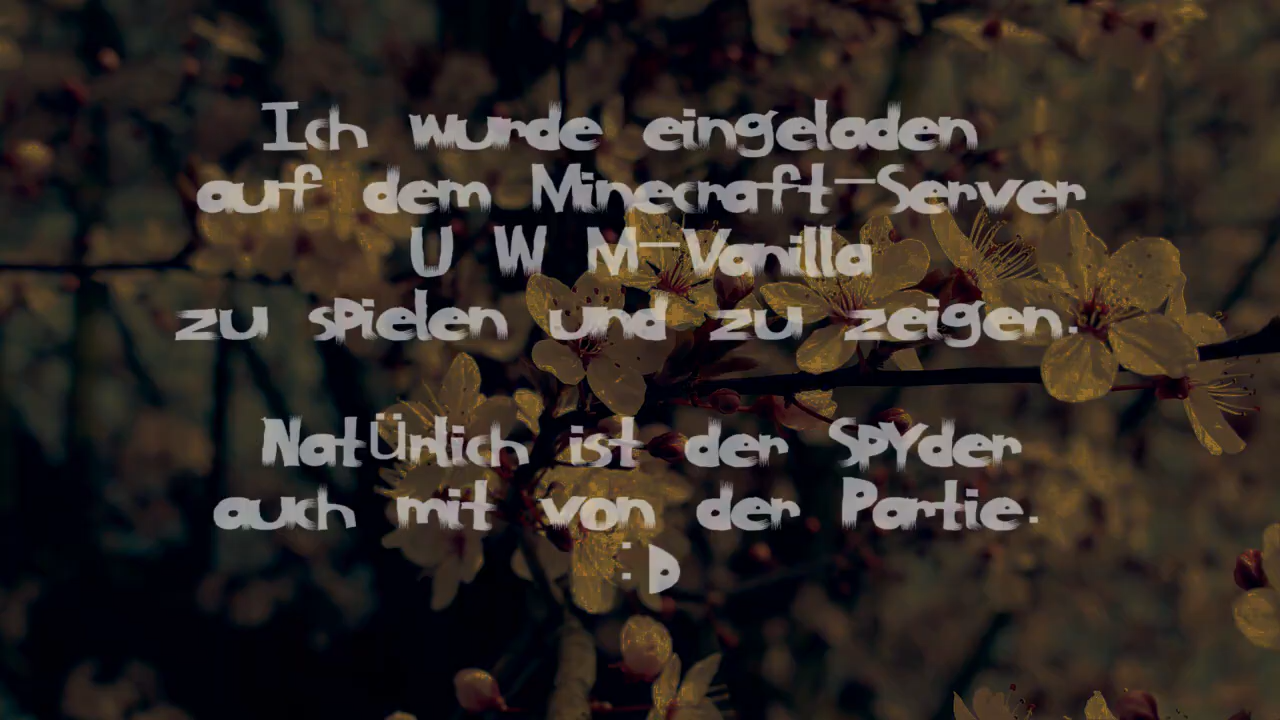 Ich wurde eingeladen
auf dem Minecraft-Server
U W M-Vanilla
zu spielen und zu zeigen.
Natürlich ist der SPYder
auch mit von der Partie.
:D